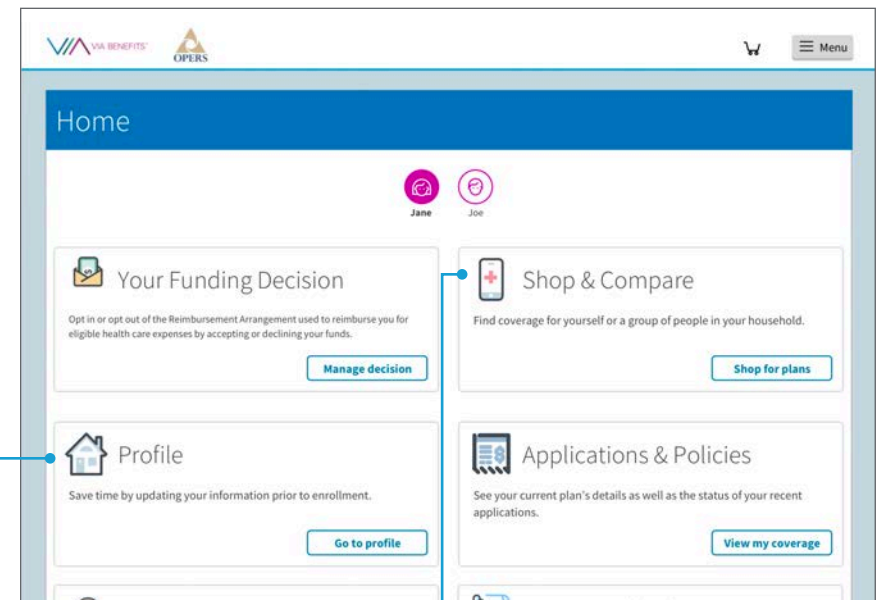 VIA BENEFITS
OPERS
Menu
Home
Jane
Joe
Your Funding Decision
Opt in or opt out of the Reimbursement Arrangement used to reimburse you for
eligible health care expenses by accepting or declining your funds.
Manage decision
Shop & Compare
Find coverage for yourself or a group of people in your household.
Shop for plans
Profile
Save time by updating your information prior to enrollment.
Go to profile
Applications & Policies
See your current plan's details as well as the status of your recent
applications.
View my coverage